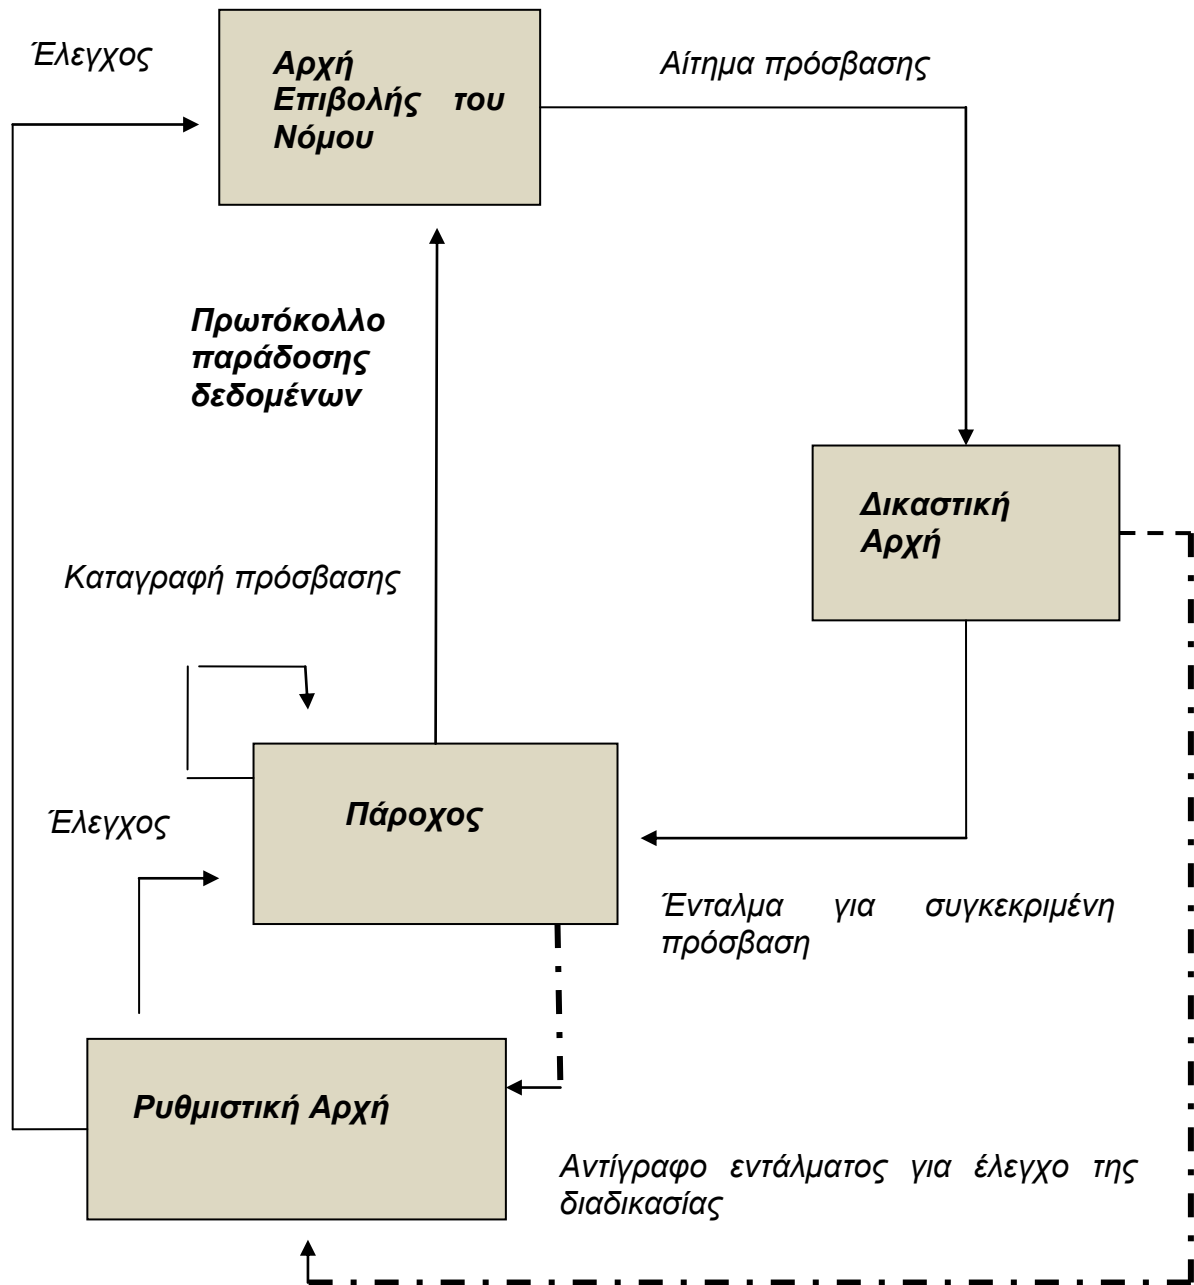 Έλεγχος
Αρχή
Επιβολής του
Νόμου
Αίτημα πρόσβασης
Πρωτόκολλο
παράδοσης
δεδομένων
Δικαστική
Αρχή
Καταγραφή πρόσβασης
Πάροχος
Έλεγχος
Ένταλμα για συγκεκριμένη
πρόσβαση
Ρυθμιστική Αρχή
Αντίγραφο εντάλματος για έλεγχο της
διαδικασίας